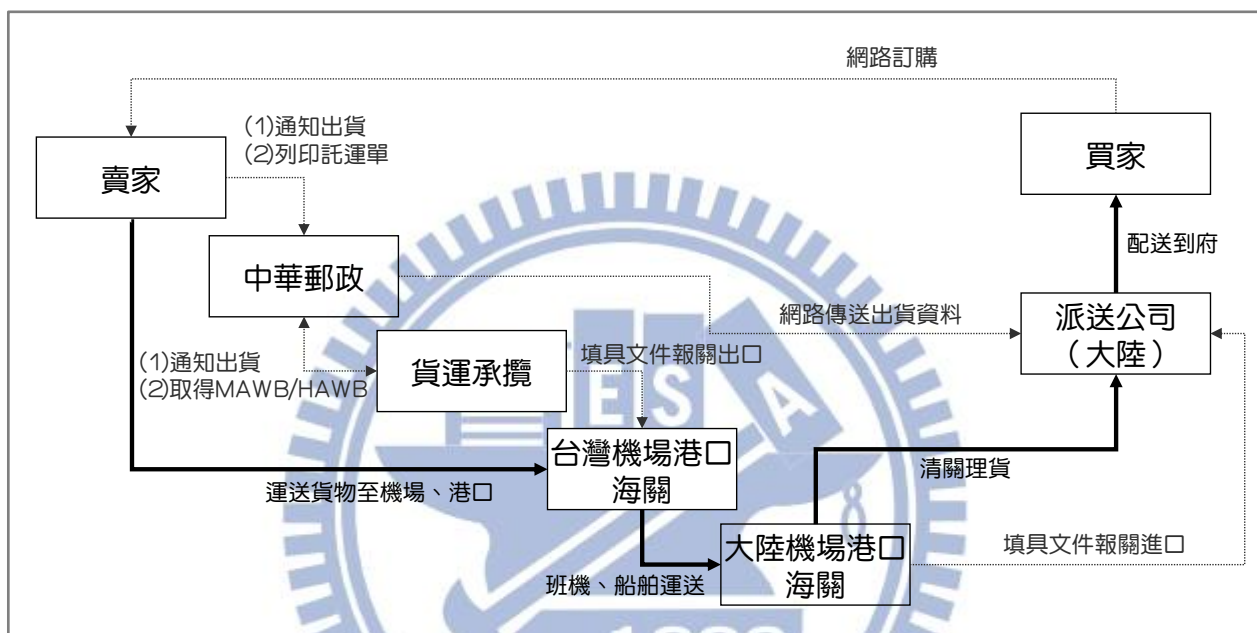 網路訂購
(1)通知出貨
(2)列印託運單
賣家
買家
配送到府
中華郵政
網路傳送出貨資料
派送公司
(大陸)
(1)通知出貨
(2)取得MAWB/HAWB
貨運承攬
填具文件報關出口
ESA
台灣機場港口
海關
運送貨物至機場、港口
清關理貨
大陸機場港口
海關
填具文件報關進口
班機、船舶運送